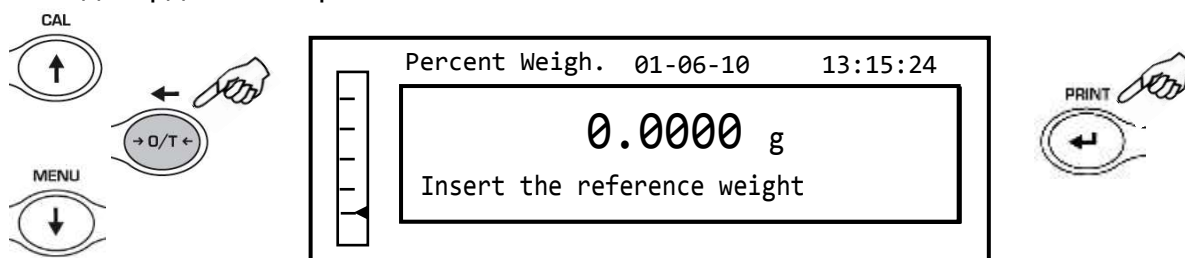 CAL
Percent Weigh. 01-06-10 13:15:24
0.0000 g
Insert the reference weight
→0/T←
PRINT
MENU